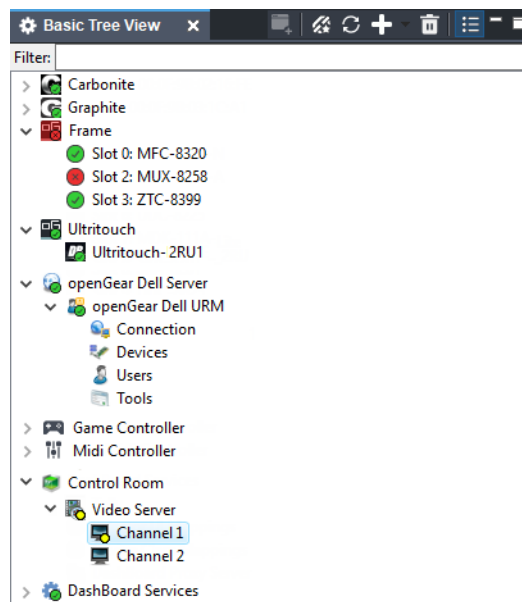 Basic Tree View
Filter:
Carbonite
Graphite
Frame
Slot 0: MFC-8320
Slot 2: MUX-8258
Slot 3: ZTC-8399
Ultritouch
Ultritouch- 2RU1
openGear Dell Server
openGear Dell URM
Connection
Devices
Users
Tools
Game Controller
Midi Controller
Control Room
Video Server
Channel 1
Channel 2
DashBoard Services